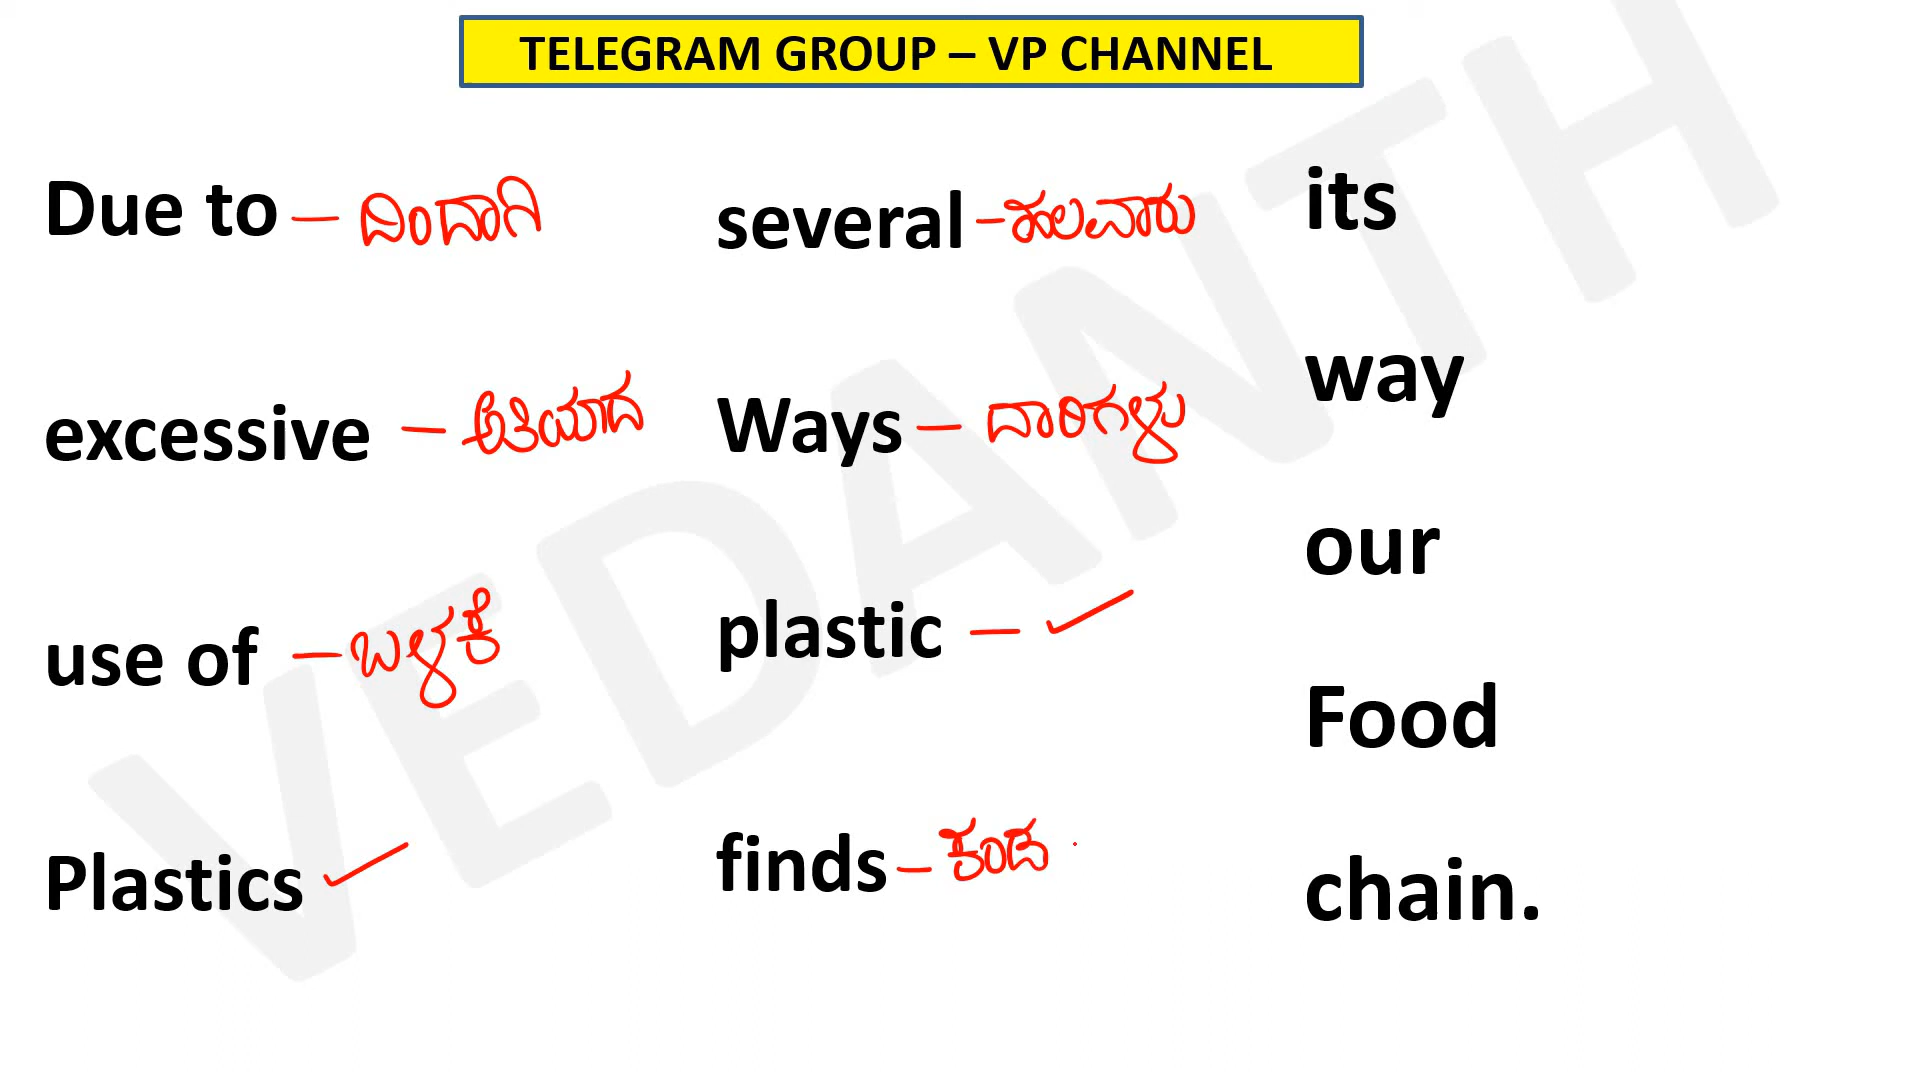 TELEGRAM GROUP – VP CHANNEL
Due to – ದಿಂದಾಗಿ
excessive – ಅತಿಯಾದ
use of – ಬಳಕೆ
Plastics
several – ಹಲವಾರು
Ways – ದಾರಿಗಳು
plastic –
finds – ಕಂಡ
its
way
our
Food
chain.
VEDANTH